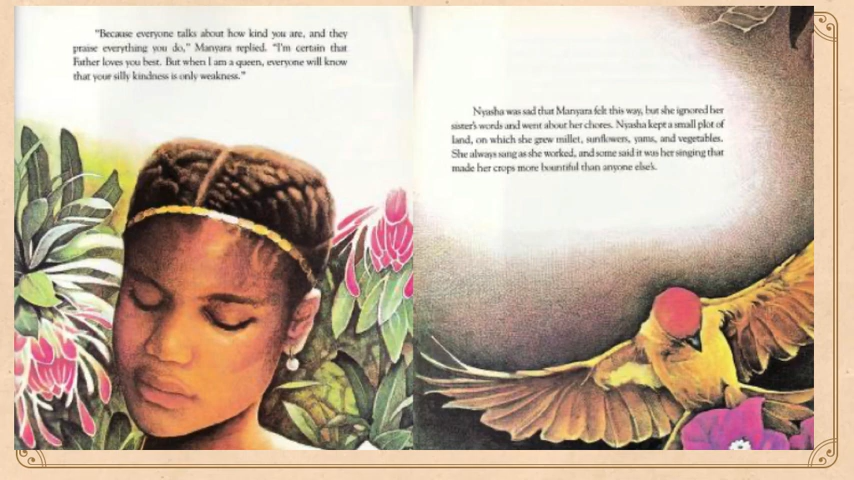 "Because everyone talks about how kind you are, and they
praise everything you do," Manyara replied. "I'm certain that
Father loves you best. But when I am a queen, everyone will know
that your silly kindness is only weakness."
Nyasha was sad that Manyara felt this way, but she ignored her
sister's words and went about her chores. Nyasha kept a small plot of
land, on which she grew millet, sunflowers, yams, and vegetables.
She always sang as she worked, and some said it was her singing that
made her crops more bountiful than anyone else's.